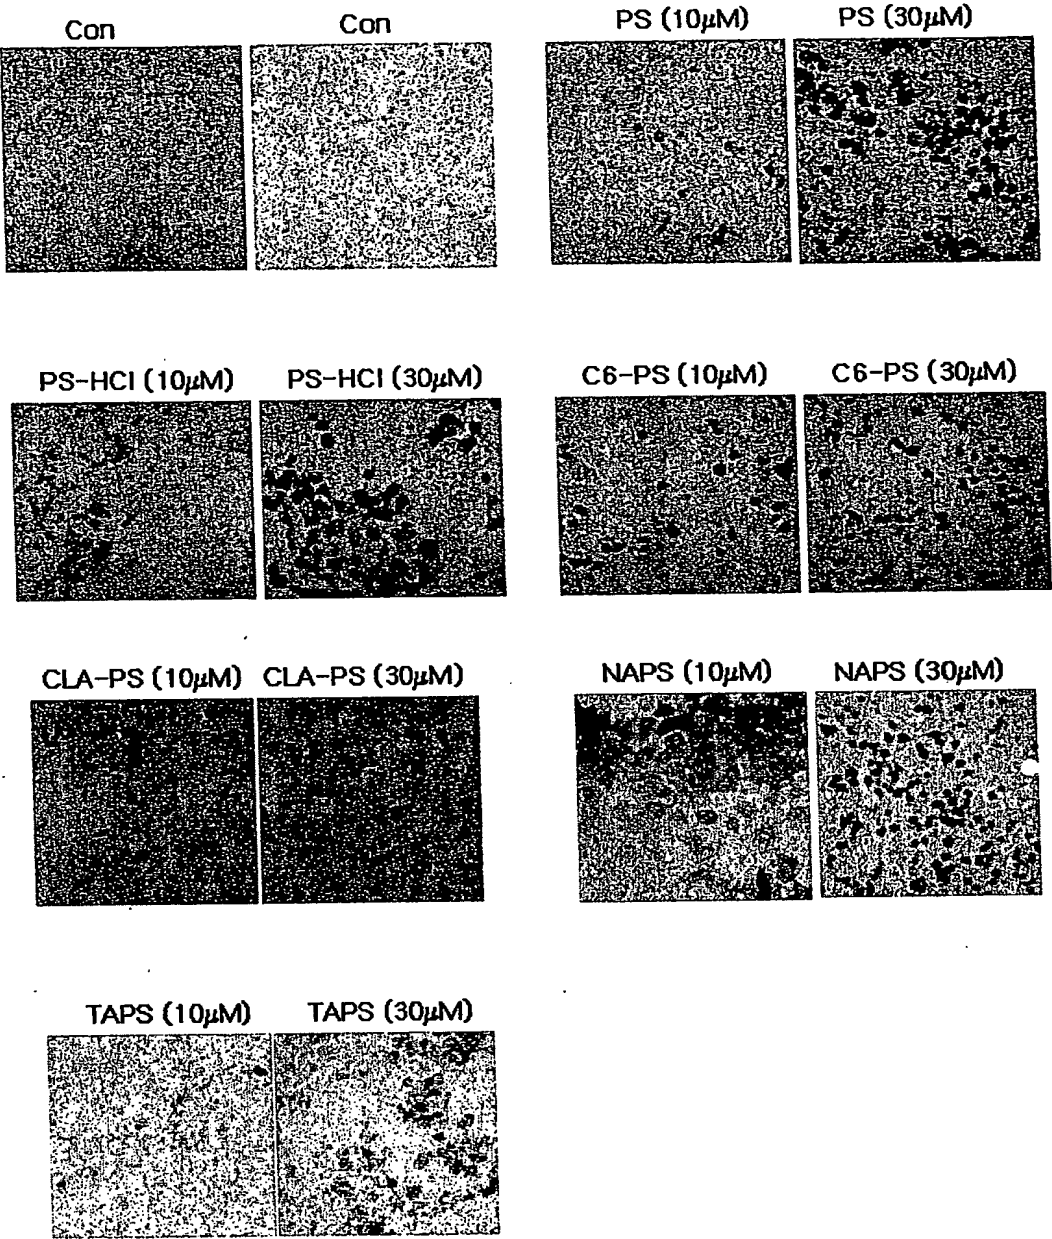 Con Con PS (10μM) PS (30μM)
PS-HCl (10μM) PS-HCl (30μM) C6-PS (10μM) C6-PS (30μM)
CLA-PS (10μM) CLA-PS (30μM) NAPS (10μM) NAPS (30μM)
TAPS (10μM) TAPS (30μM)